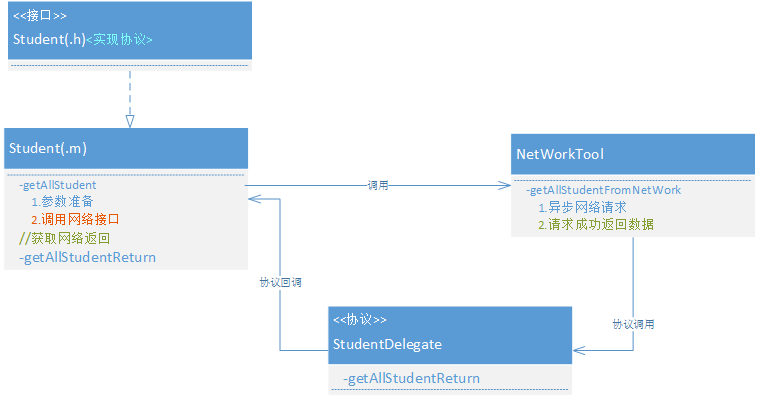 <<接口>>
Student(.h)<实现协议>
Student(.m)
-getAllStudent
1.参数准备
2.调用网络接口
//获取网络返回
-getAllStudentReturn
调用
NetWorkTool
-getAllStudentFromNetWork
1.异步网络请求
2.请求成功返回数据
协议回调
协议调用
<<协议>>
StudentDelegate
-getAllStudentReturn